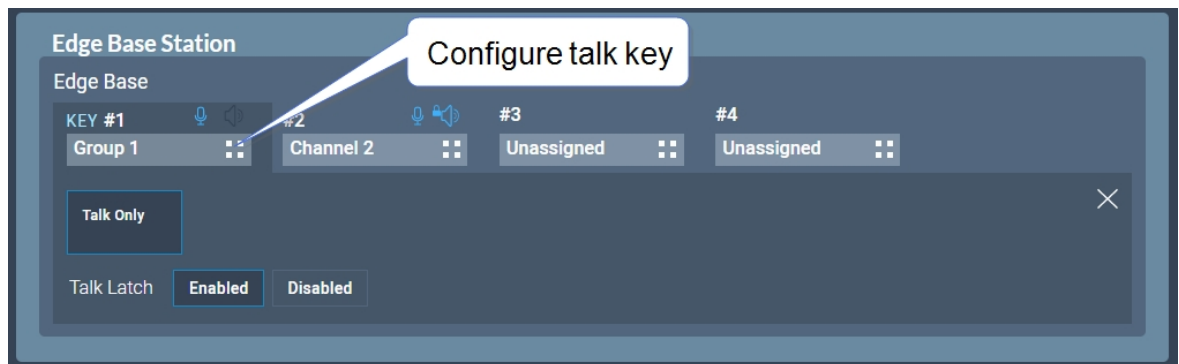 Edge Base Station
Configure talk key
Edge Base
KEY #1
#2
#3
#4
Group 1
Channel 2
Unassigned
Unassigned
Talk Only
Talk Latch
Enabled
Disabled